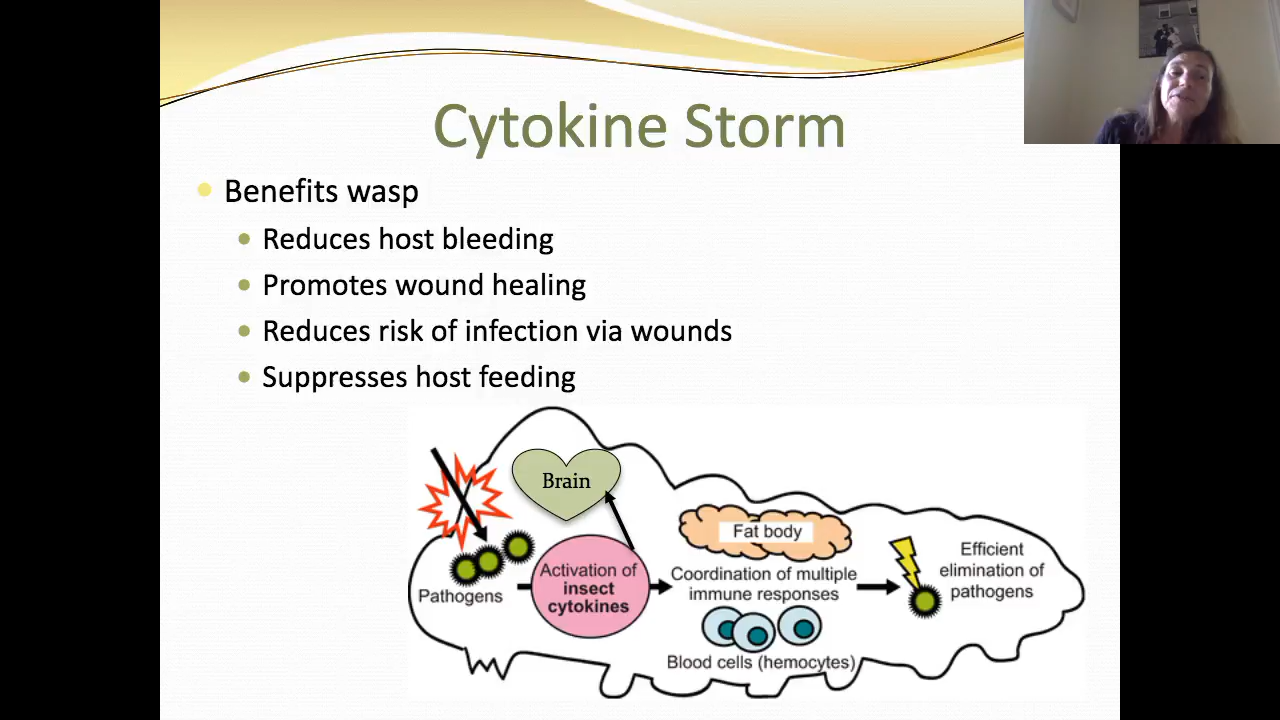 Cytokine Storm
Benefits wasp
Reduces host bleeding
Promotes wound healing
Reduces risk of infection via wounds
Suppresses host feeding
Brain
Pathogens
Activation of
insect
cytokines
Fat body
Coordination of multiple
immune responses
Blood cells (hemocytes)
Efficient
elimination of
pathogens